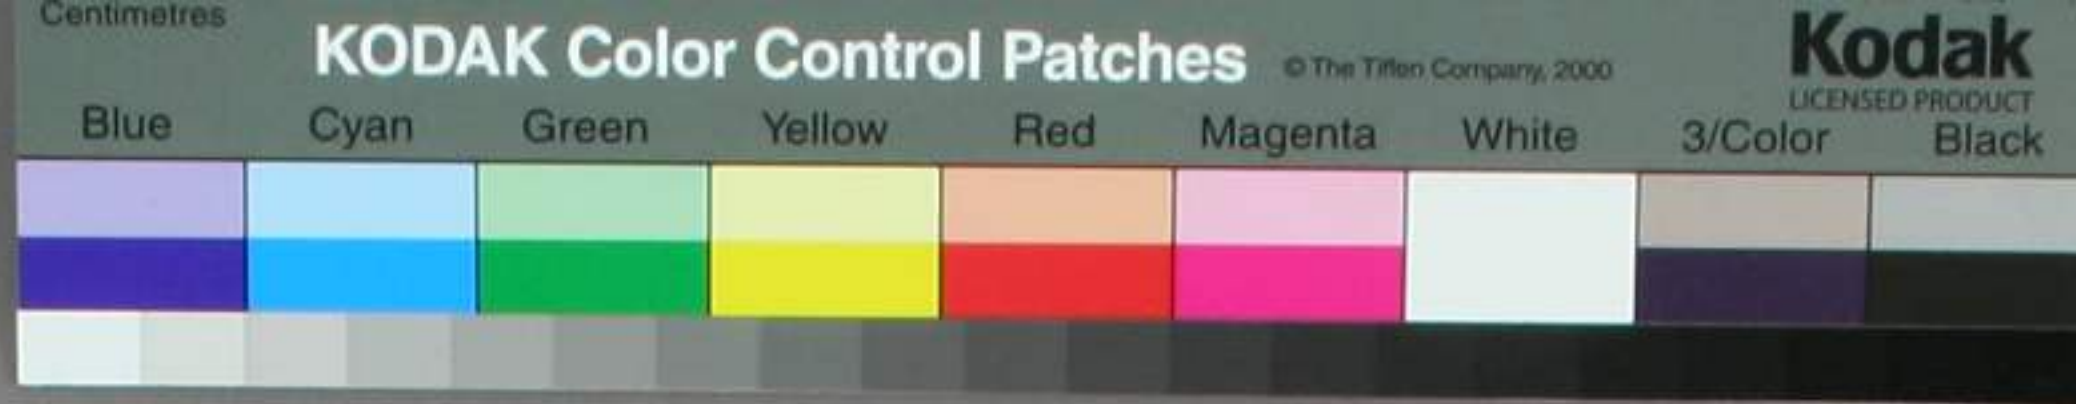 Centimetres
KODAK Color Control Patches
© The Tiffen Company, 2000
Kodak
LICENSED PRODUCT
Blue Cyan Green Yellow Red Magenta White 3/Color Black